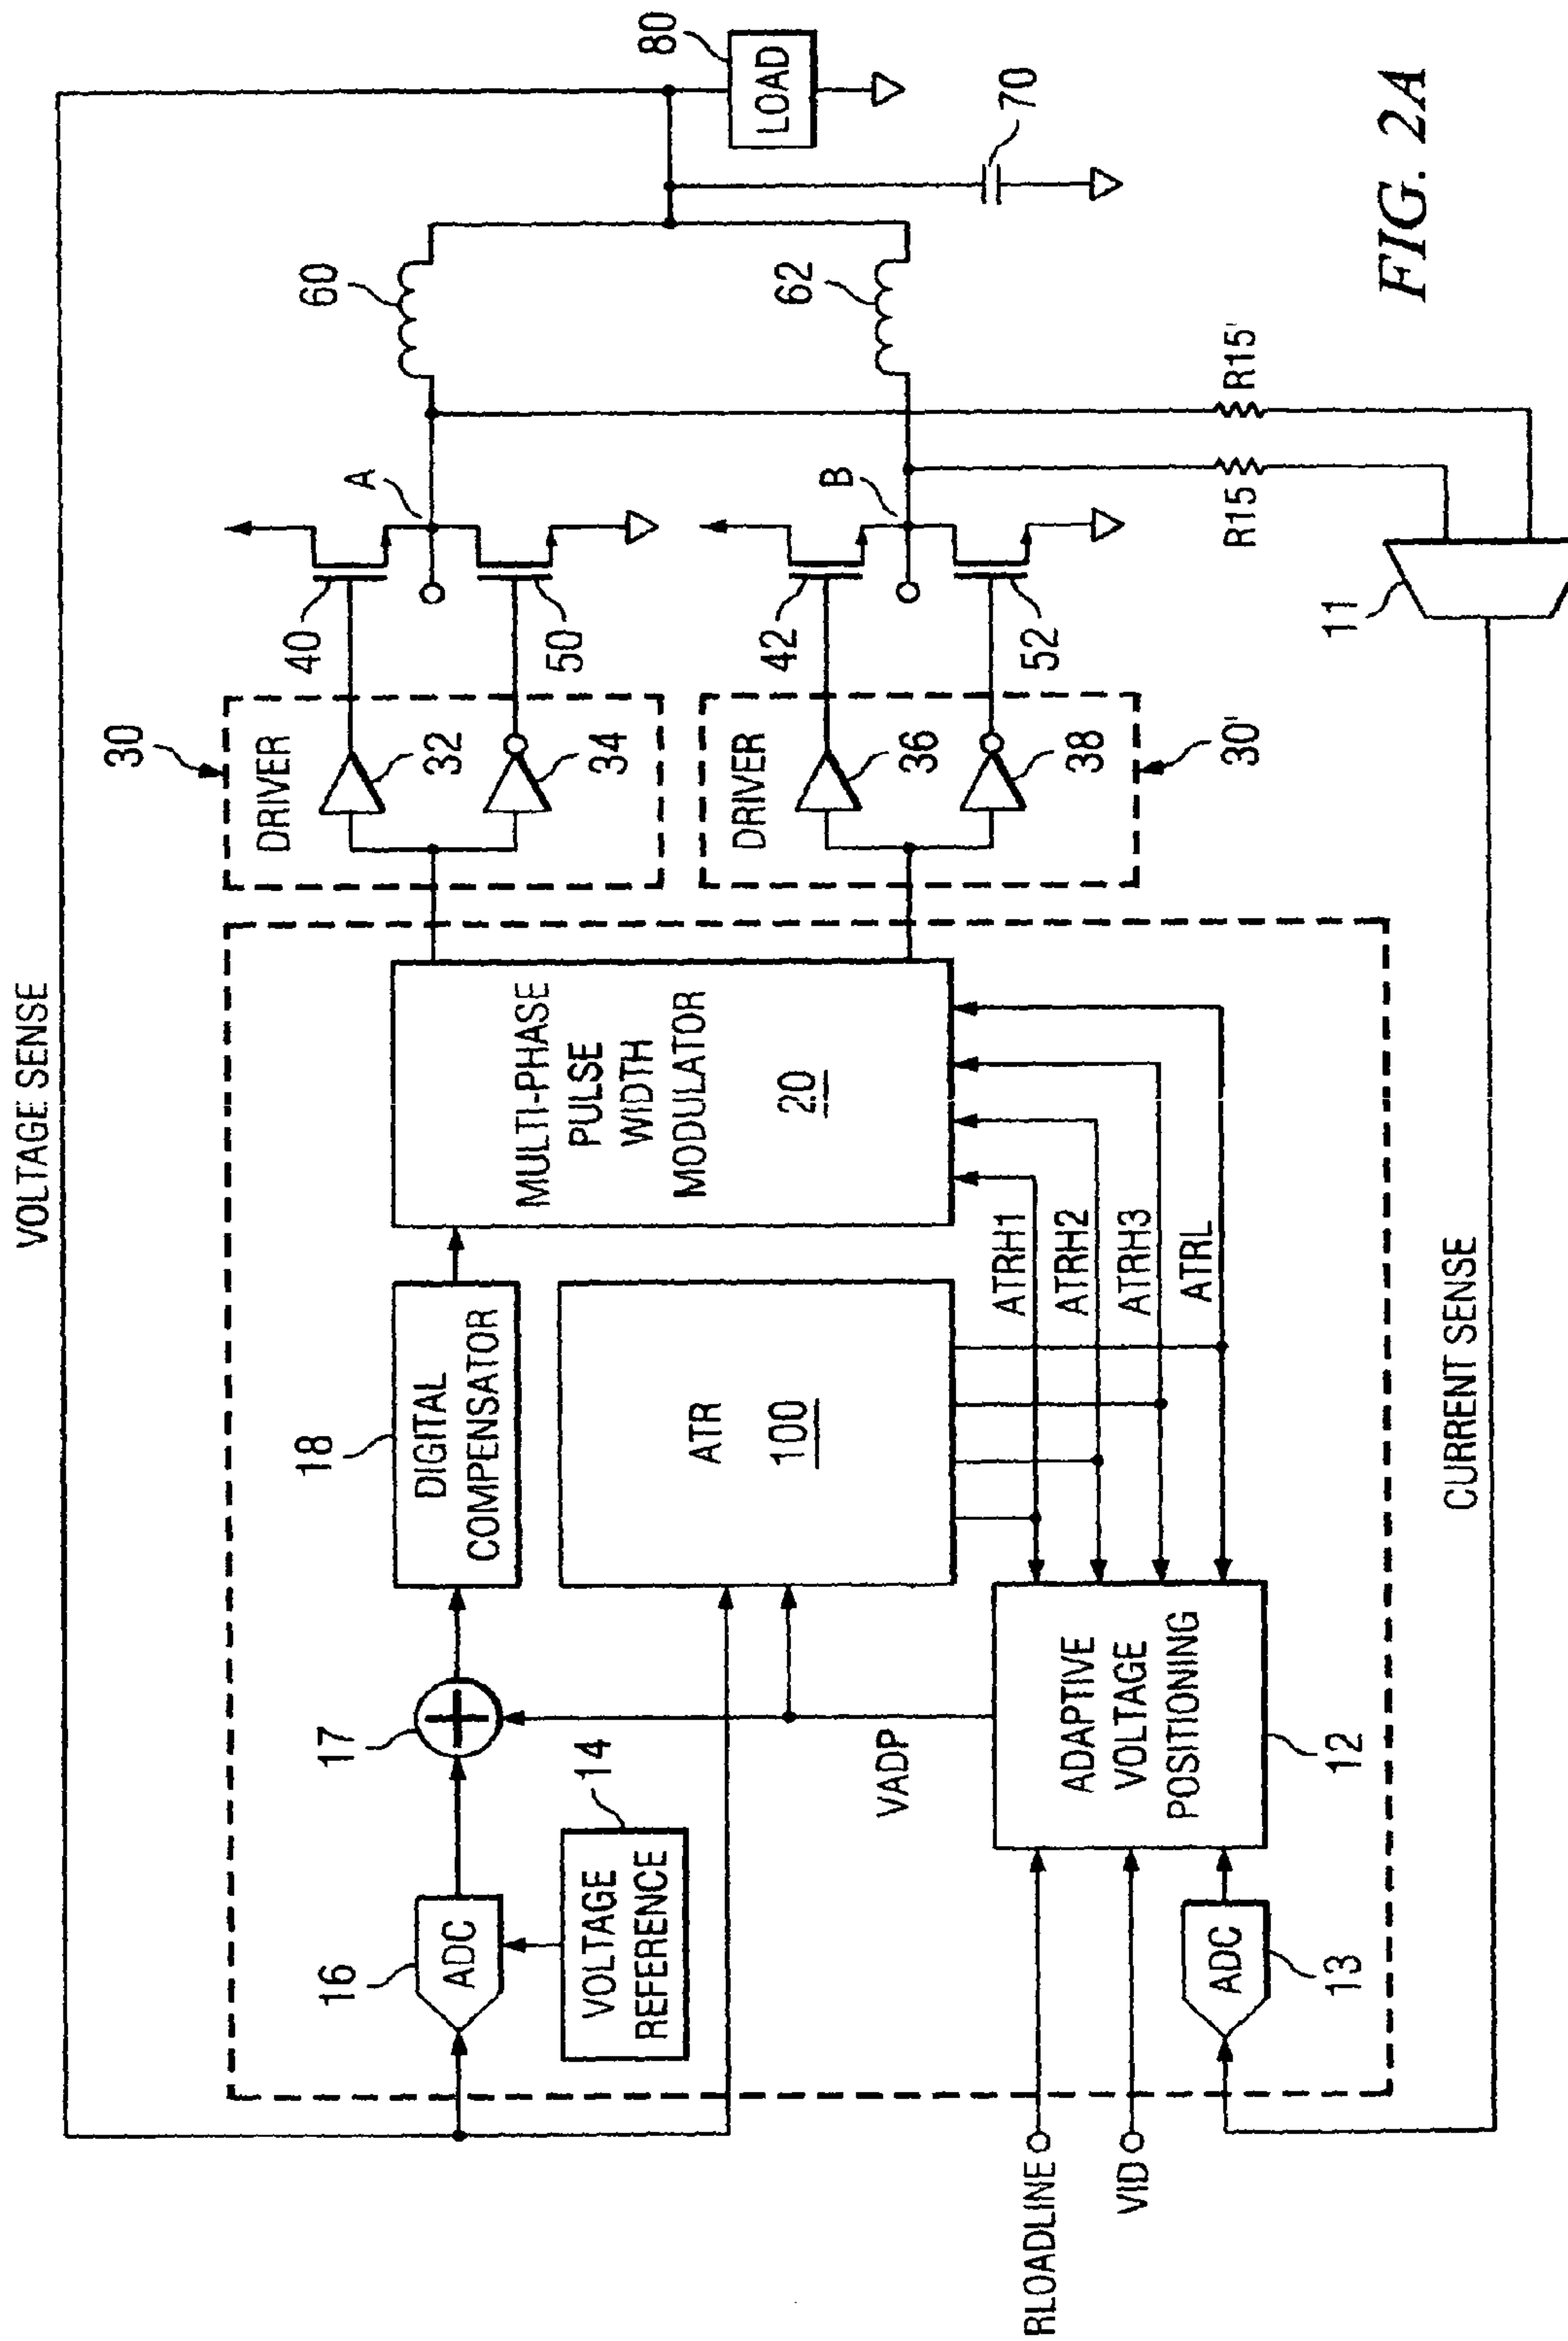 VOLTAGE SENSE
80
LOAD
70
60
62
A
B
40
50
42
52
30
DRIVER
32
34
DRIVER
36
38
30'
R15
R15'
11
MULTI-PHASE
PULSE
WIDTH
MODULATOR
20
18
DIGITAL
COMPENSATOR
ATR
100
ATRH1
ATRH2
ATRH3
ATRL
CURRENT SENSE
17
16
ADC
14
VOLTAGE
REFERENCE
VADP
ADAPTIVE
VOLTAGE
POSITIONING
12
ADC
13
RLOADLINE
VID
FIG. 2A